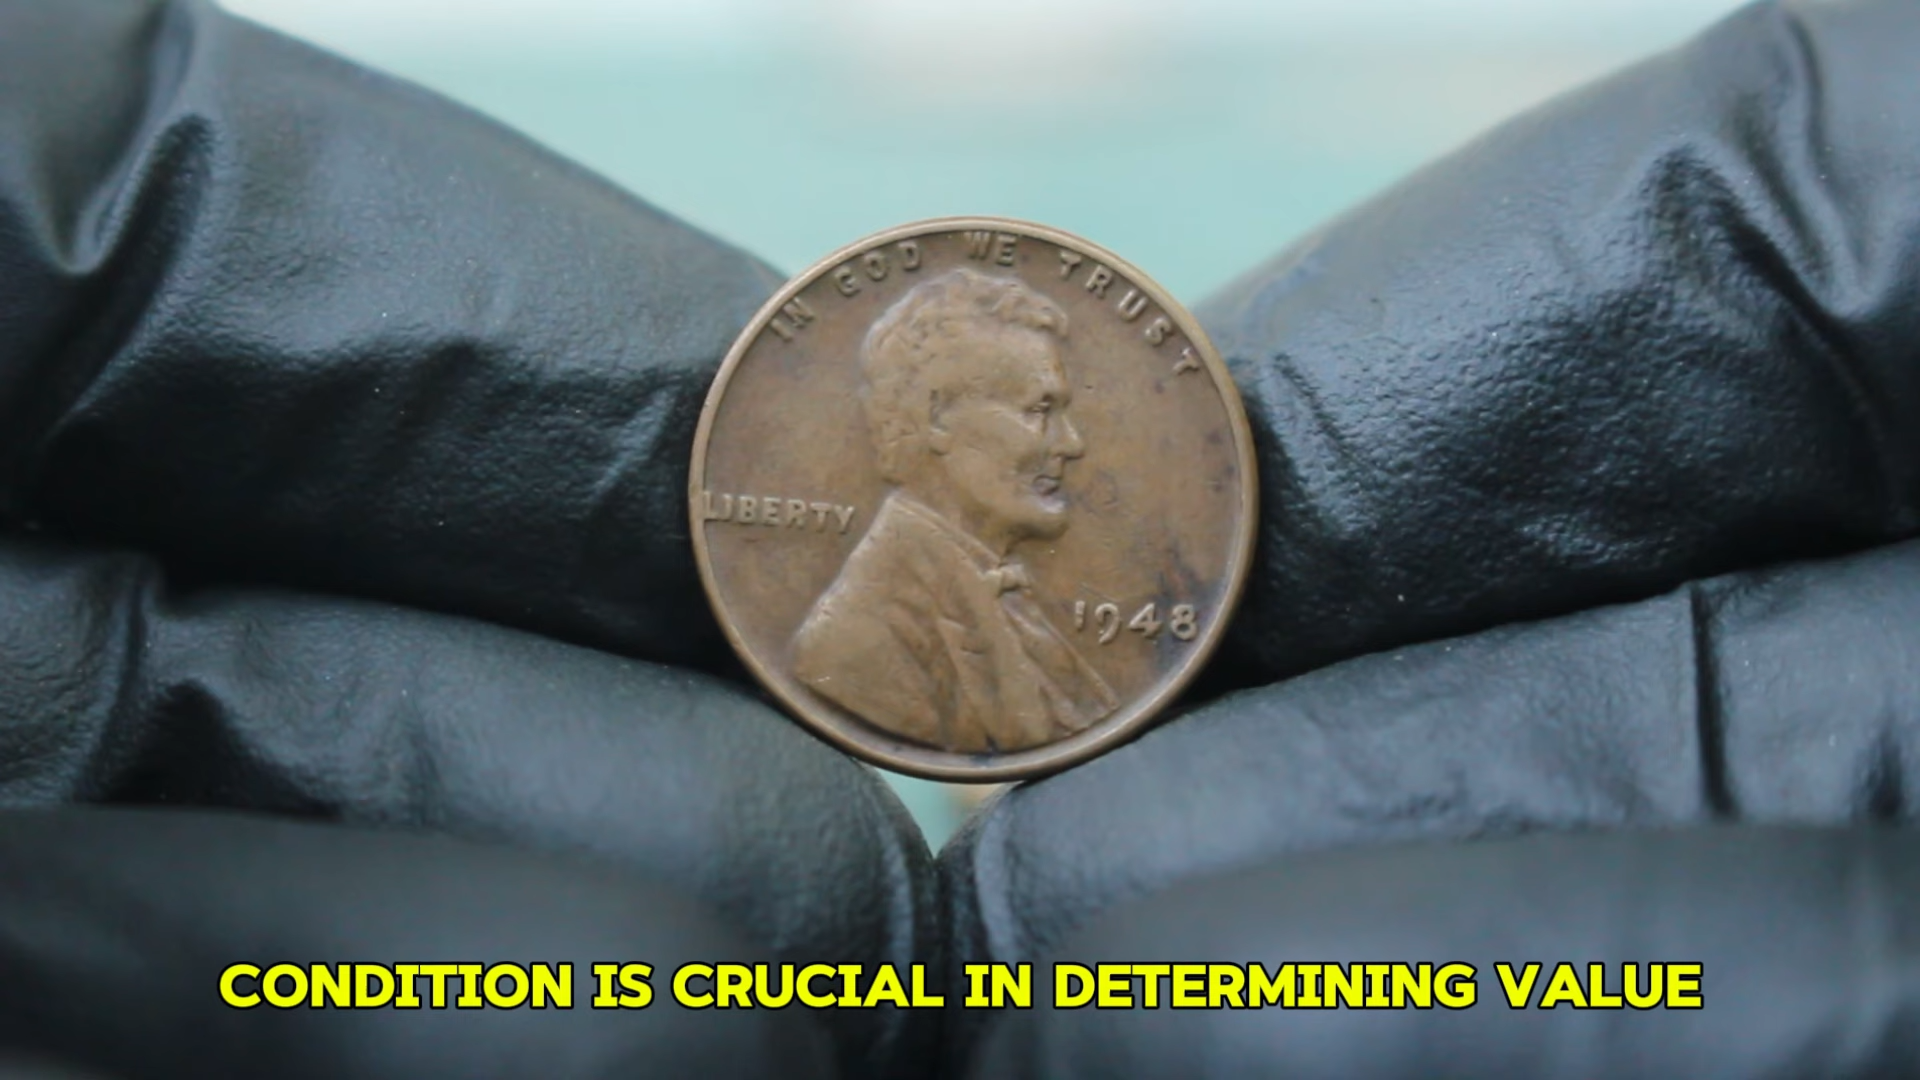 IN GOD WE TRUST
LIBERTY
1948
CONDITION IS CRUCIAL IN DETERMINING VALUE